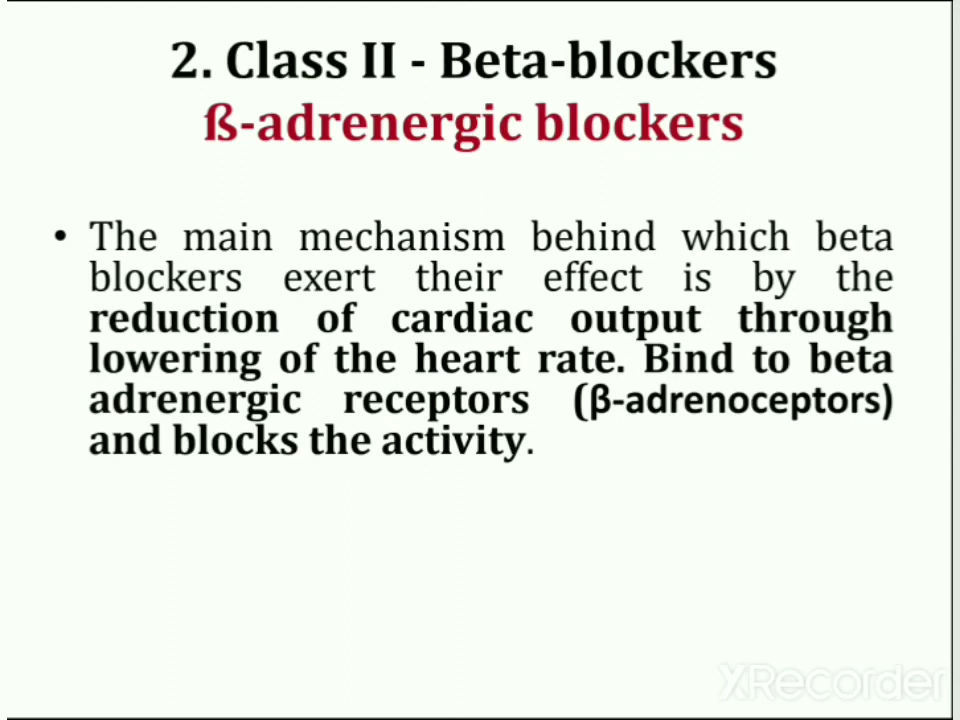 2. Class II - Beta-blockers
ß-adrenergic blockers
• The main mechanism behind which beta
blockers exert their effect is by the
reduction of cardiac output through
lowering of the heart rate. Bind to beta
adrenergic receptors (β-adrenoceptors)
and blocks the activity.
XRecorder